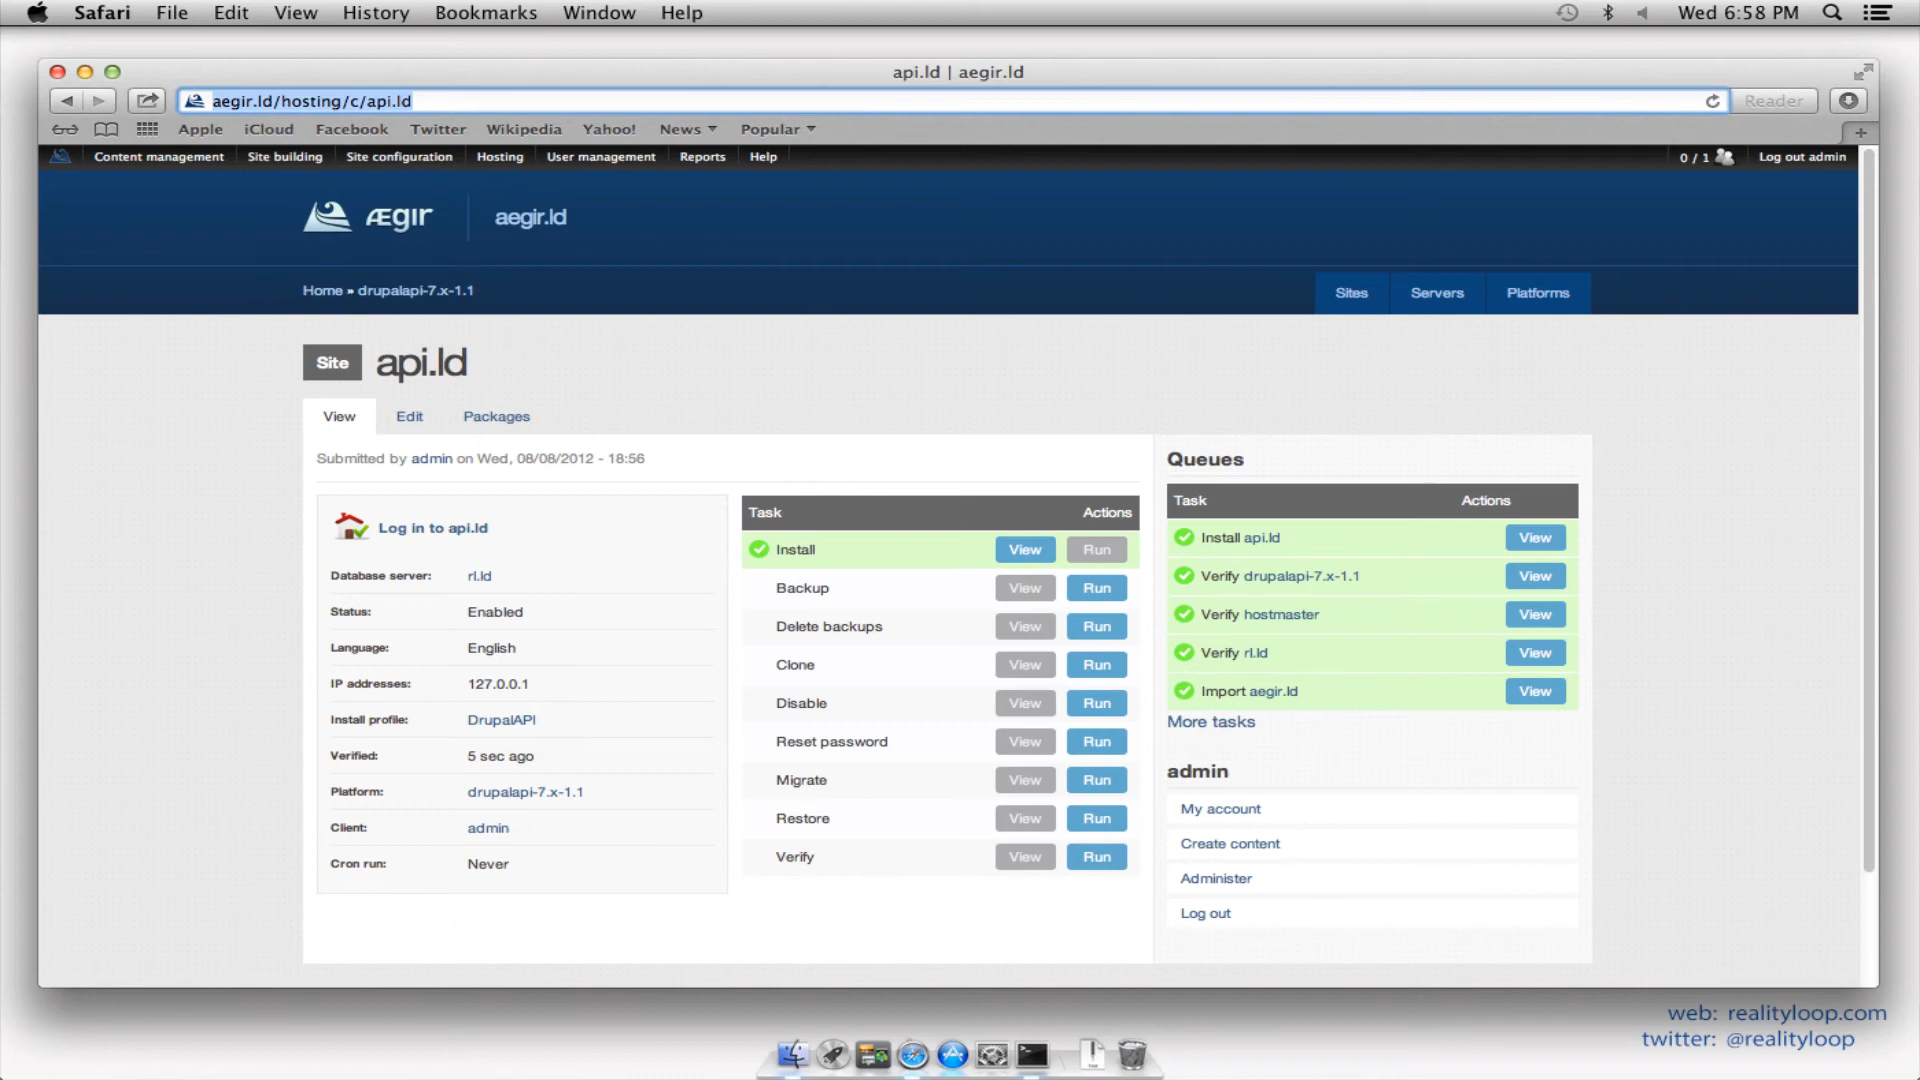 Safari File Edit View History Bookmarks Window Help Wed 6:58 PM
api.ld | aegir.ld
aegir.ld/hosting/c/api.ld Reader
Apple iCloud Facebook Twitter Wikipedia Yahoo! News Popular
Content management Site building Site configuration Hosting User management Reports Help 0 / 1 Log out admin
ÆGIR aegir.ld
Home » drupalapi-7.x-1.1 Sites Servers Platforms
Site api.ld
View Edit Packages
Submitted by admin on Wed, 08/08/2012 - 18:56
Log in to api.ld
Database server: rl.ld
Status: Enabled
Language: English
IP addresses: 127.0.0.1
Install profile: DrupalAPI
Verified: 5 sec ago
Platform: drupalapi-7.x-1.1
Client: admin
Cron run: Never
Task Actions
Install View Run
Backup View Run
Delete backups View Run
Clone View Run
Disable View Run
Reset password View Run
Migrate View Run
Restore View Run
Verify View Run
Queues
Task Actions
Install api.ld View
Verify drupalapi-7.x-1.1 View
Verify hostmaster View
Verify rl.ld View
Import aegir.ld View
More tasks
admin
My account
Create content
Administer
Log out
web: realityloop.com
twitter: @realityloop